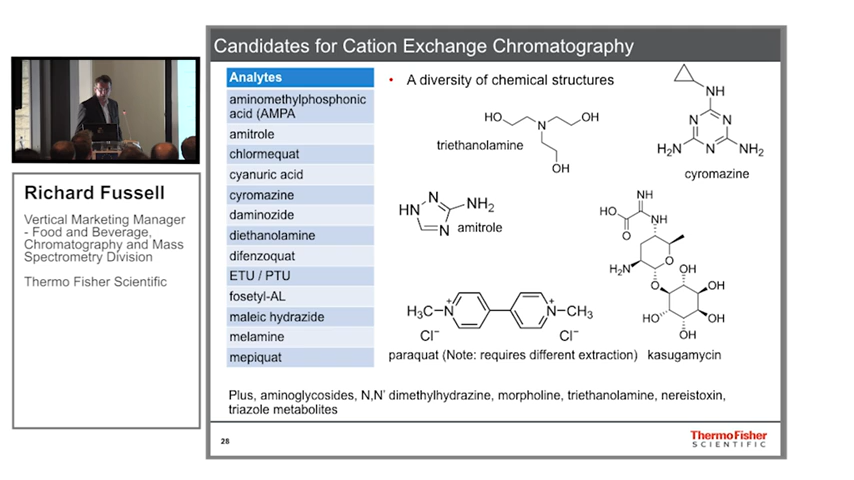 Candidates for Cation Exchange Chromatography
Richard Fussell
Vertical Marketing Manager
- Food and Beverage,
Chromatography and Mass
Spectrometry Division
Thermo Fisher Scientific
Analytes
aminomethylphosphonic
acid (AMPA
amitrole
chlormequat
cyanuric acid
cyromazine
daminozide
diethanolamine
difenzoquat
ETU / PTU
fosetyl-AL
maleic hydrazide
melamine
mepiquat
• A diversity of chemical structures
HO
N
OH
OH
triethanolamine
NH
N
N
N
H₂N
NH₂
cyromazine
N
HN
N
NH₂
amitrole
NH
HO
NH
O
H₂N
O
O
OH
OH
HO
OH
OH
kasugamycin
H₃C
N⁺
N⁺
CH₃
Cl⁻
Cl⁻
paraquat (Note: requires different extraction)
Plus, aminoglycosides, N,N' dimethylhydrazine, morpholine, triethanolamine, nereistoxin,
triazole metabolites
28
ThermoFisher
SCIENTIFIC